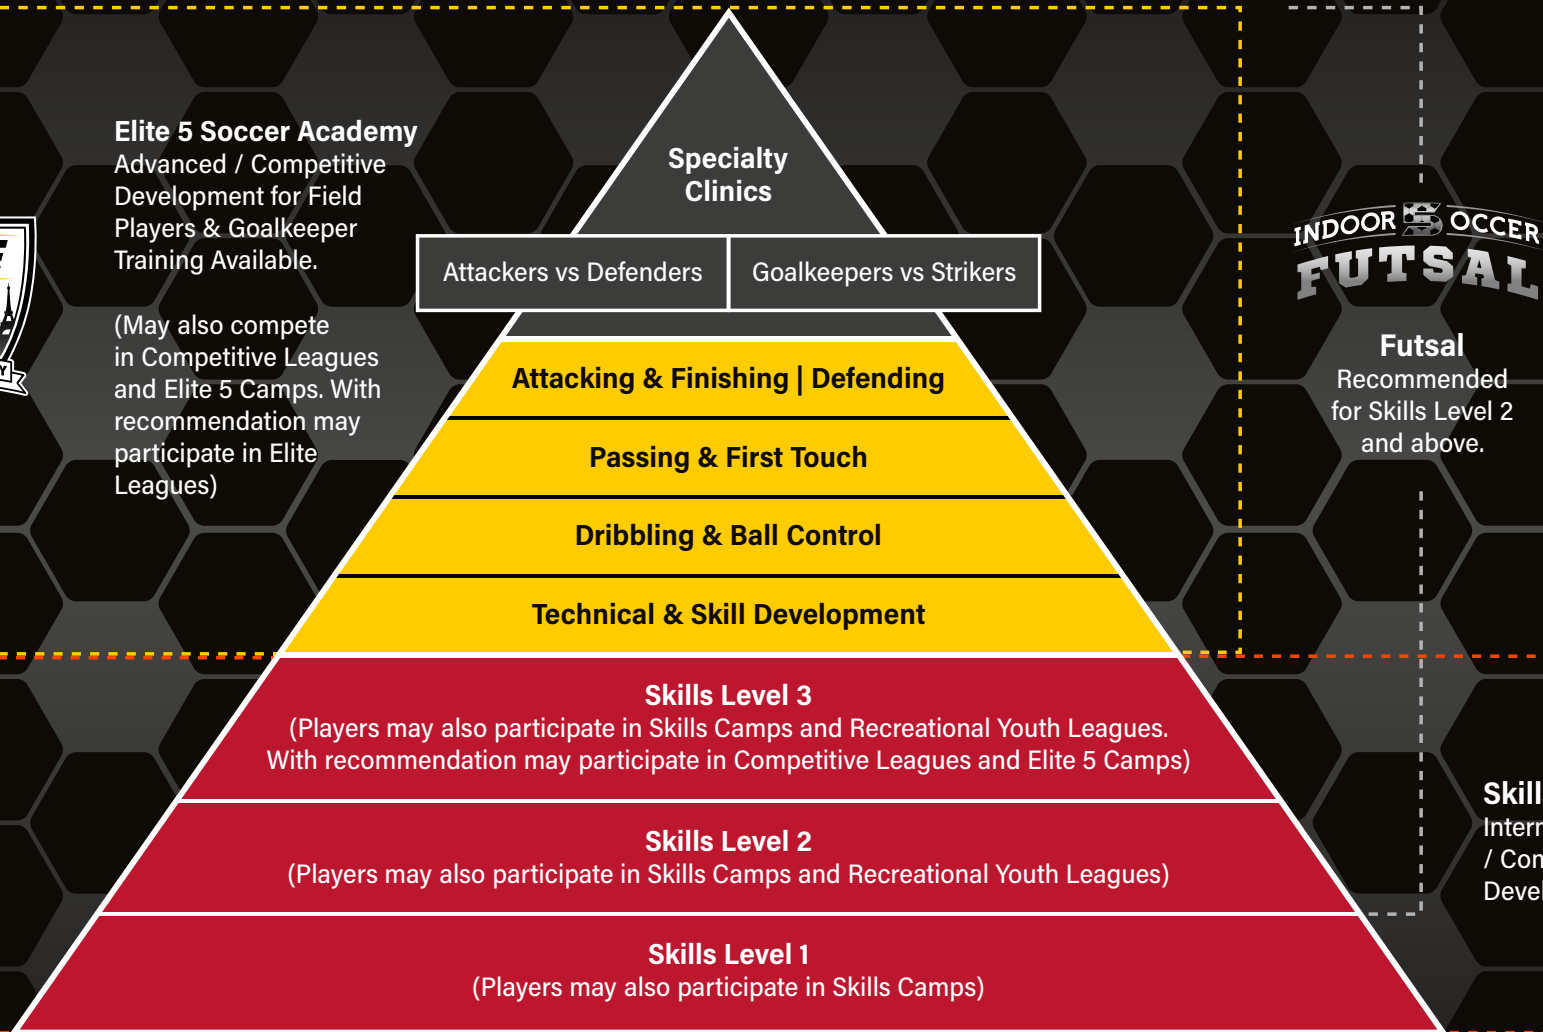 Elite 5 Soccer Academy
Advanced / Competitive
Development for Field
Players & Goalkeeper
Training Available.
(May also compete
in Competitive Leagues
and Elite 5 Camps. With
recommendation may
participate in Elite
Leagues)
Specialty
Clinics
Attackers vs Defenders
Goalkeepers vs Strikers
Attacking & Finishing | Defending
Passing & First Touch
Dribbling & Ball Control
Technical & Skill Development
Skills Level 3
(Players may also participate in Skills Camps and Recreational Youth Leagues.
With recommendation may participate in Competitive Leagues and Elite 5 Camps)
Skills Level 2
(Players may also participate in Skills Camps and Recreational Youth Leagues)
Skills Level 1
(Players may also participate in Skills Camps)
INDOOR SOCCER
FUTSAL
Futsal
Recommended
for Skills Level 2
and above.
Skill
/